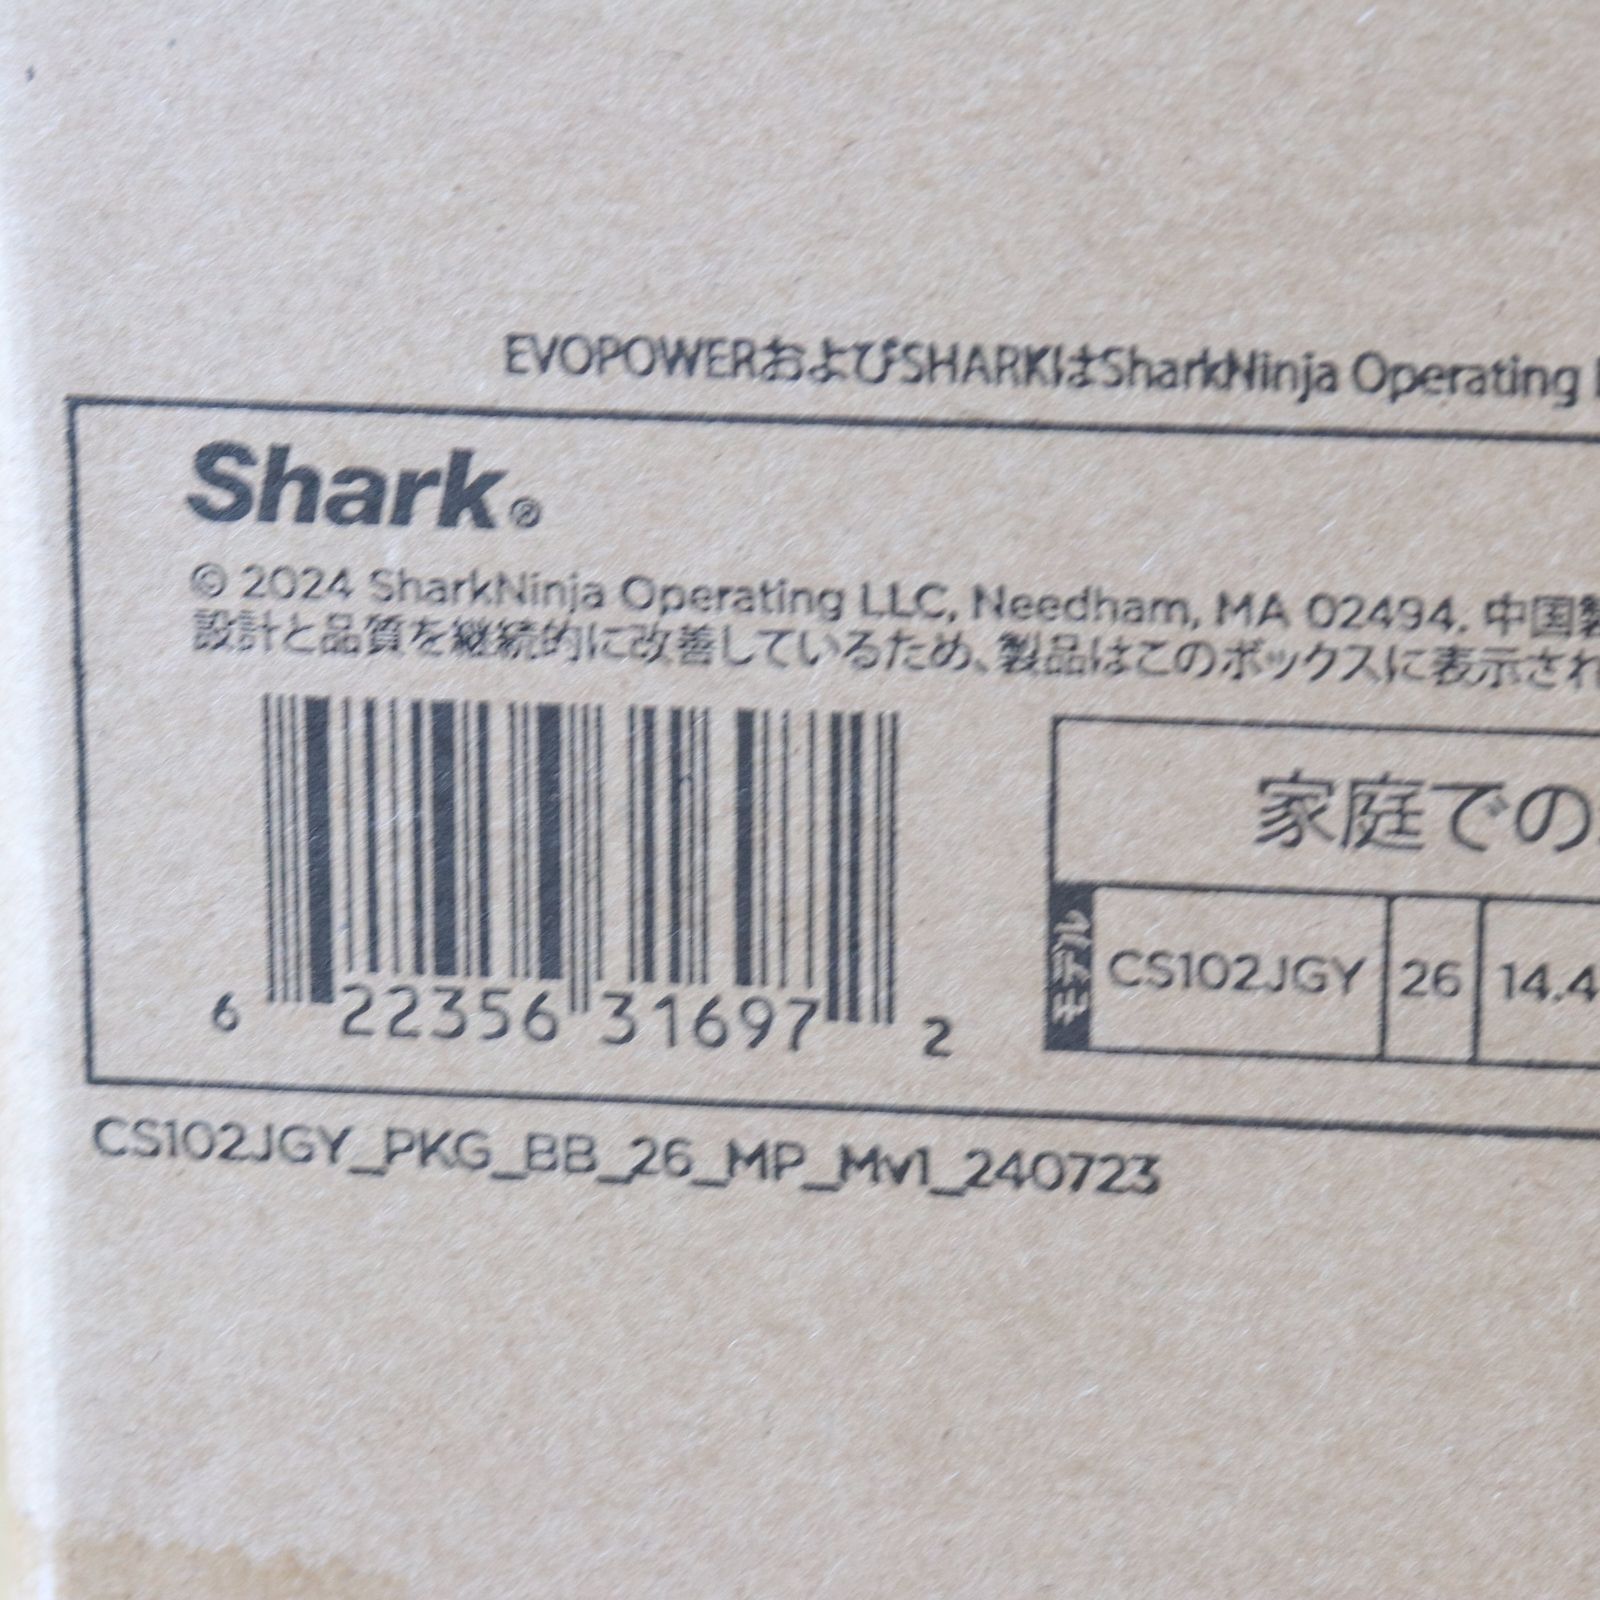 EVOPOWERおよびSHARKはSharkNinja Operating
Shark®
© 2024 SharkNinja Operating LLC, Needham, MA 02494. 中国製
設計と品質を継続的に改善しているため、製品はこのボックスに表示され
6 22356 31697 2
家庭での
モデル CS102JGY 26 14.4
CS102JGY_PKG_BB_26_MP_Mv1_240723